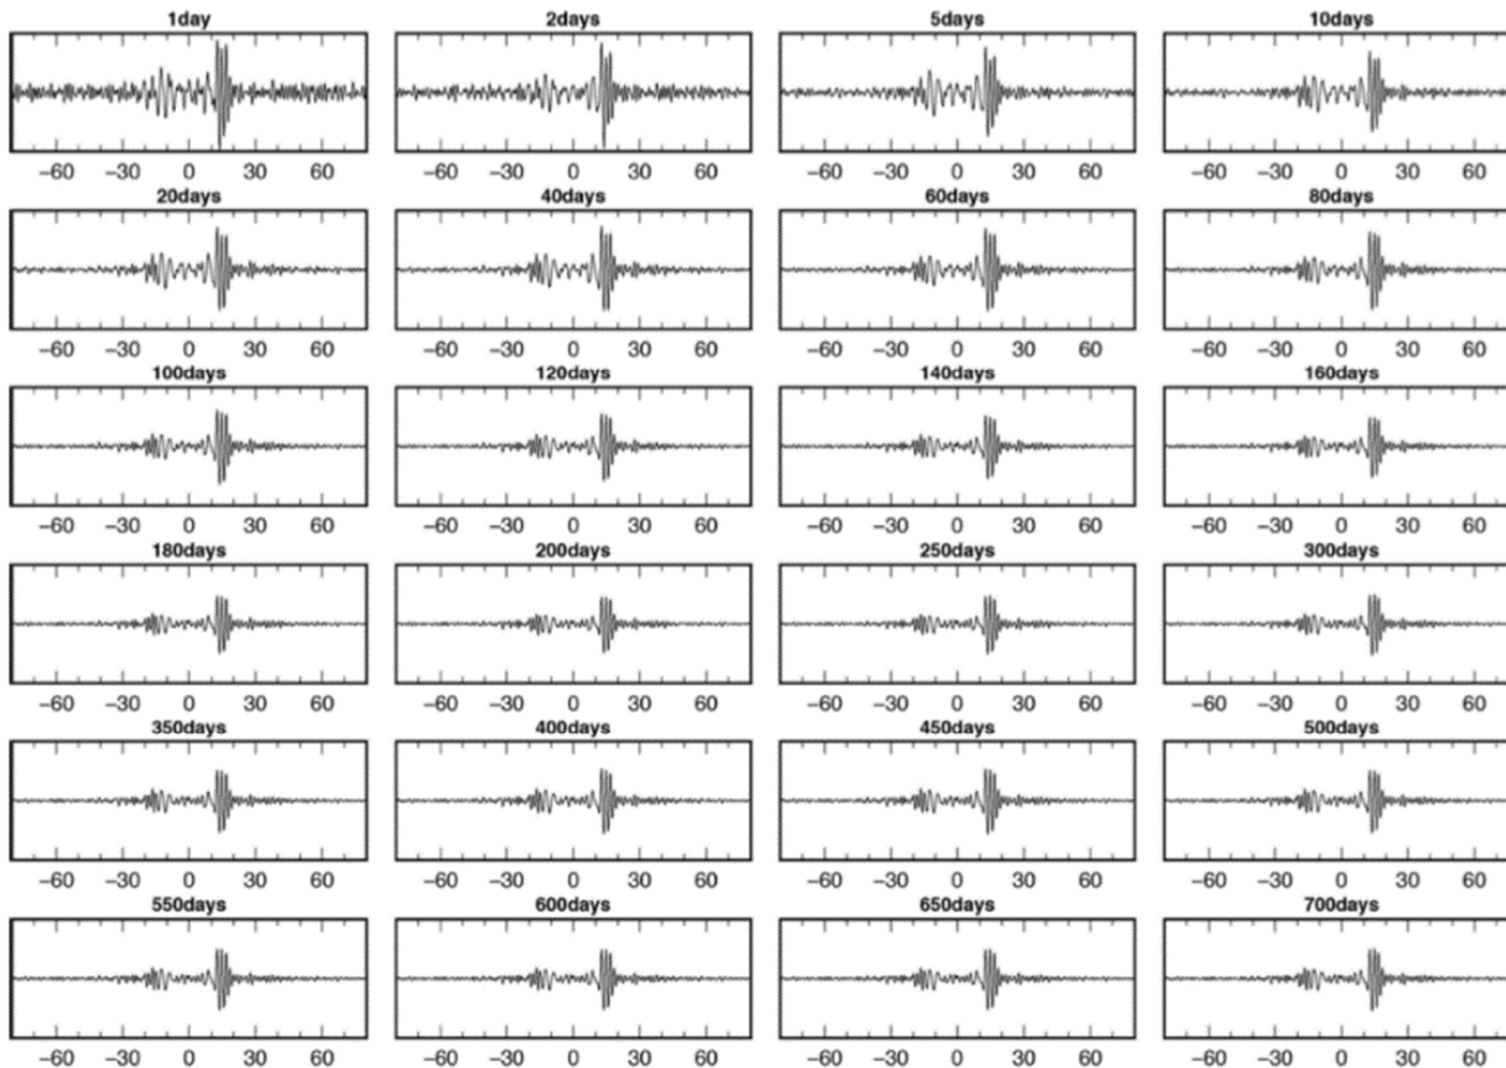 1day 2days 5days 10days
−60 −30 0 30 60 −60 −30 0 30 60 −60 −30 0 30 60 −60 −30 0 30 60
20days 40days 60days 80days
−60 −30 0 30 60 −60 −30 0 30 60 −60 −30 0 30 60 −60 −30 0 30 60
100days 120days 140days 160days
−60 −30 0 30 60 −60 −30 0 30 60 −60 −30 0 30 60 −60 −30 0 30 60
180days 200days 250days 300days
−60 −30 0 30 60 −60 −30 0 30 60 −60 −30 0 30 60 −60 −30 0 30 60
350days 400days 450days 500days
−60 −30 0 30 60 −60 −30 0 30 60 −60 −30 0 30 60 −60 −30 0 30 60
550days 600days 650days 700days
−60 −30 0 30 60 −60 −30 0 30 60 −60 −30 0 30 60 −60 −30 0 30 60